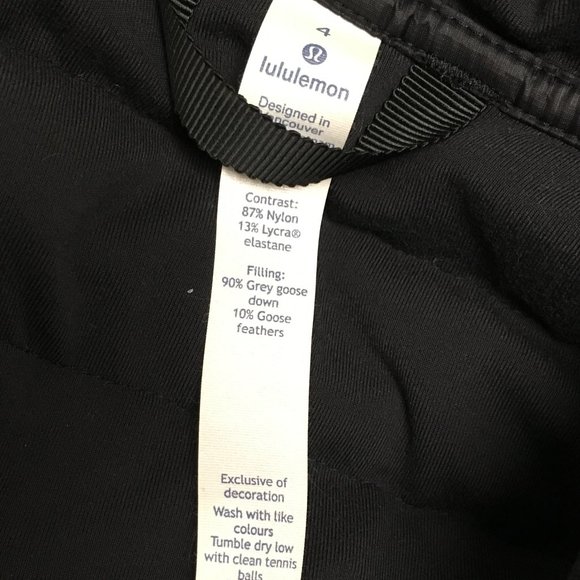 4
lululemon
Designed in
Vancouver
Contrast:
87% Nylon
13% Lycra®
elastane
Filling:
90% Grey goose
down
10% Goose
feathers
Exclusive of
decoration
Wash with like
colours
Tumble dry low
with clean tennis
balls